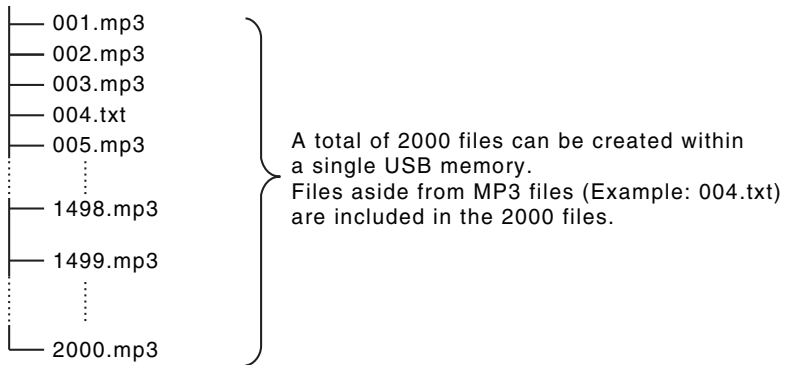 001.mp3
002.mp3
003.mp3
004.txt
005.mp3
1498.mp3
1499.mp3
2000.mp3
A total of 2000 files can be created within
a single USB memory.
Files aside from MP3 files (Example: 004.txt)
are included in the 2000 files.